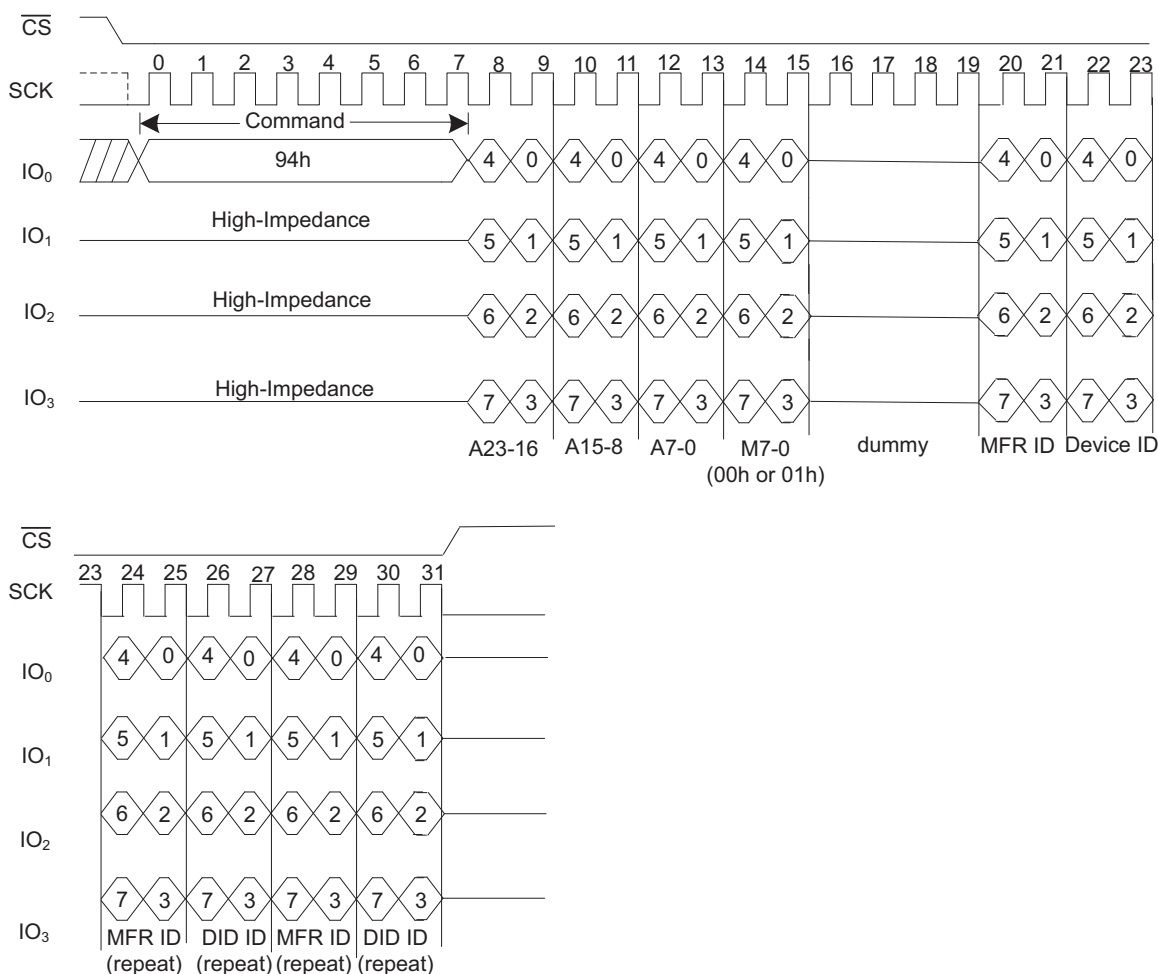 CS
0 1 2 3 4 5 6 7 8 9 10 11 12 13 14 15 16 17 18 19 20 21 22 23
SCK
Command
IO0 94h 4 0 4 0 4 0 4 0 4 0 4 0
IO1 High-Impedance 5 1 5 1 5 1 5 1 5 1 5 1
IO2 High-Impedance 6 2 6 2 6 2 6 2 6 2 6 2
IO3 High-Impedance 7 3 7 3 7 3 7 3 7 3 7 3
A23-16 A15-8 A7-0 M7-0 dummy MFR ID Device ID
(00h or 01h)
CS
23 24 25 26 27 28 29 30 31
SCK
IO0 4 0 4 0 4 0 4 0
IO1 5 1 5 1 5 1 5 1
IO2 6 2 6 2 6 2 6 2
IO3 7 3 7 3 7 3 7 3
MFR ID DID ID MFR ID DID ID
(repeat) (repeat) (repeat) (repeat)